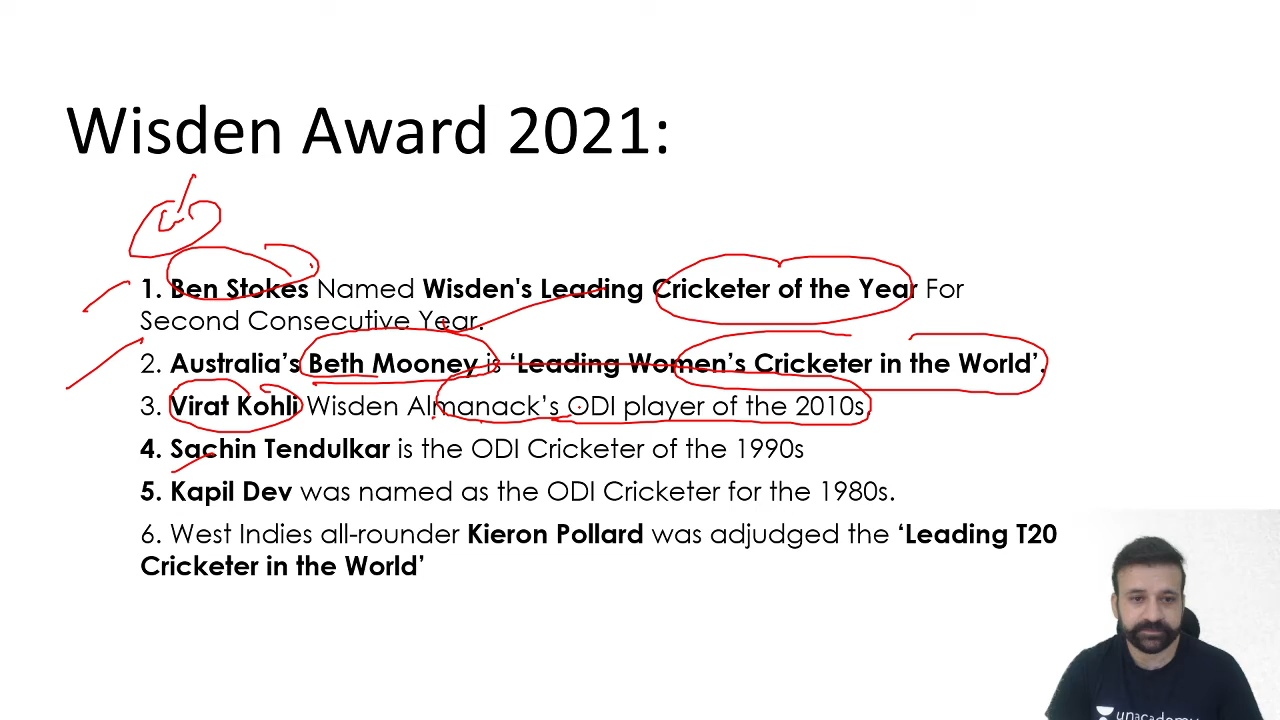 Wisden Award 2021:
1. Ben Stokes Named Wisden's Leading Cricketer of the Year For
Second Consecutive Year.
2. Australia’s Beth Mooney is ‘Leading Women’s Cricketer in the World’.
3. Virat Kohli Wisden Almanack’s ODI player of the 2010s.
4. Sachin Tendulkar is the ODI Cricketer of the 1990s
5. Kapil Dev was named as the ODI Cricketer for the 1980s.
6. West Indies all-rounder Kieron Pollard was adjudged the ‘Leading T20
Cricketer in the World’
unacademy